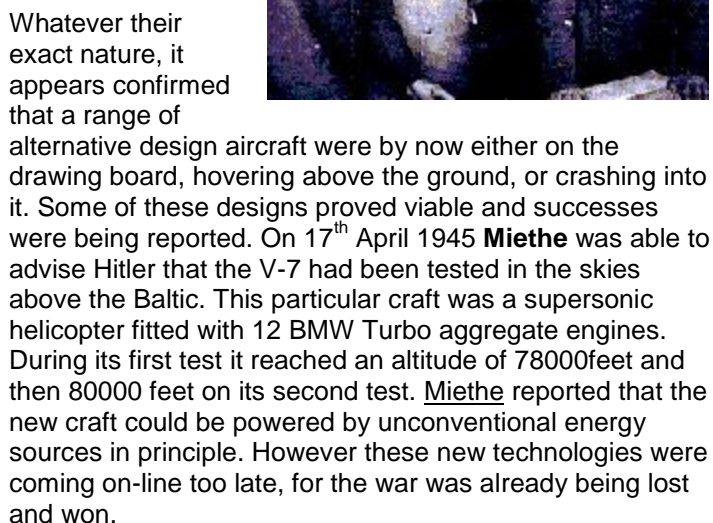 Whatever their
exact nature, it
appears confirmed
that a range of
alternative design aircraft were by now either on the
drawing board, hovering above the ground, or crashing into
it. Some of these designs proved viable and successes
were being reported. On 17th April 1945 Miethe was able to
advise Hitler that the V-7 had been tested in the skies
above the Baltic. This particular craft was a supersonic
helicopter fitted with 12 BMW Turbo aggregate engines.
During its first test it reached an altitude of 78000feet and
then 80000 feet on its second test. Miethe reported that the
new craft could be powered by unconventional energy
sources in principle. However these new technologies were
coming on-line too late, for the war was already being lost
and won.